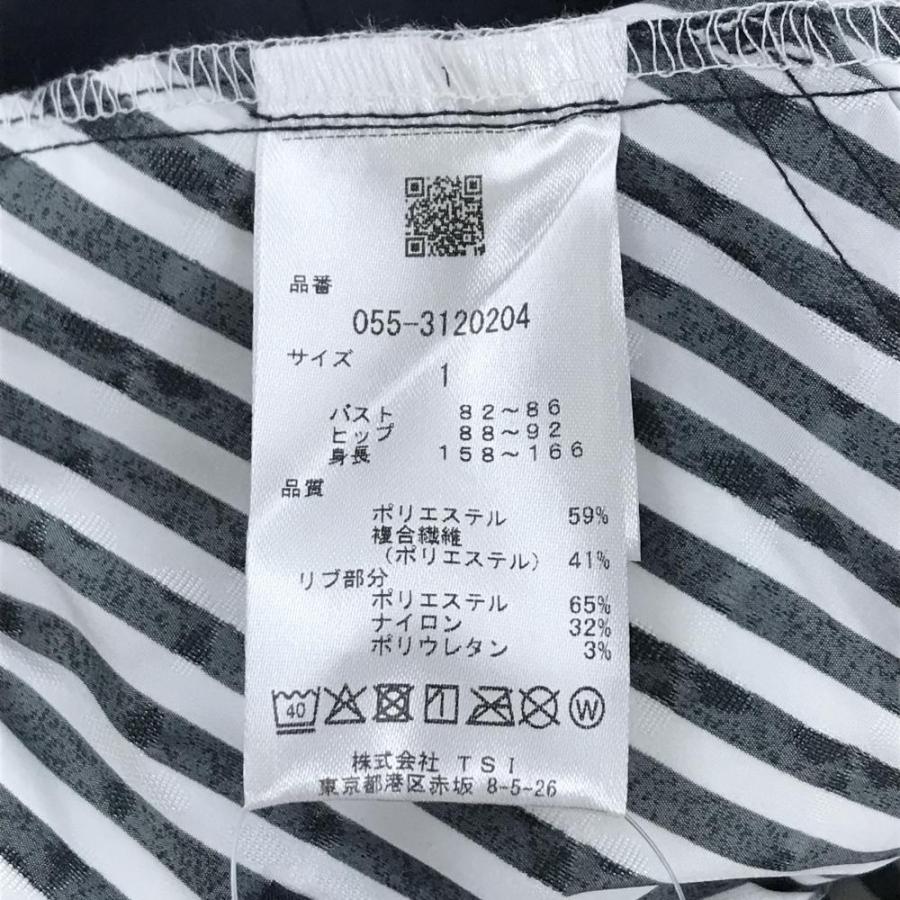 品番
055-3120204
サイズ
1
バスト 82～86
ヒップ 88～92
身長 158～166
品質
ポリエステル 59%
複合繊維
(ポリエステル) 41%
リブ部分
ポリエステル 65%
ナイロン 32%
ポリウレタン 3%
40 W
株式会社 TSI
東京都港区赤坂 8-5-26